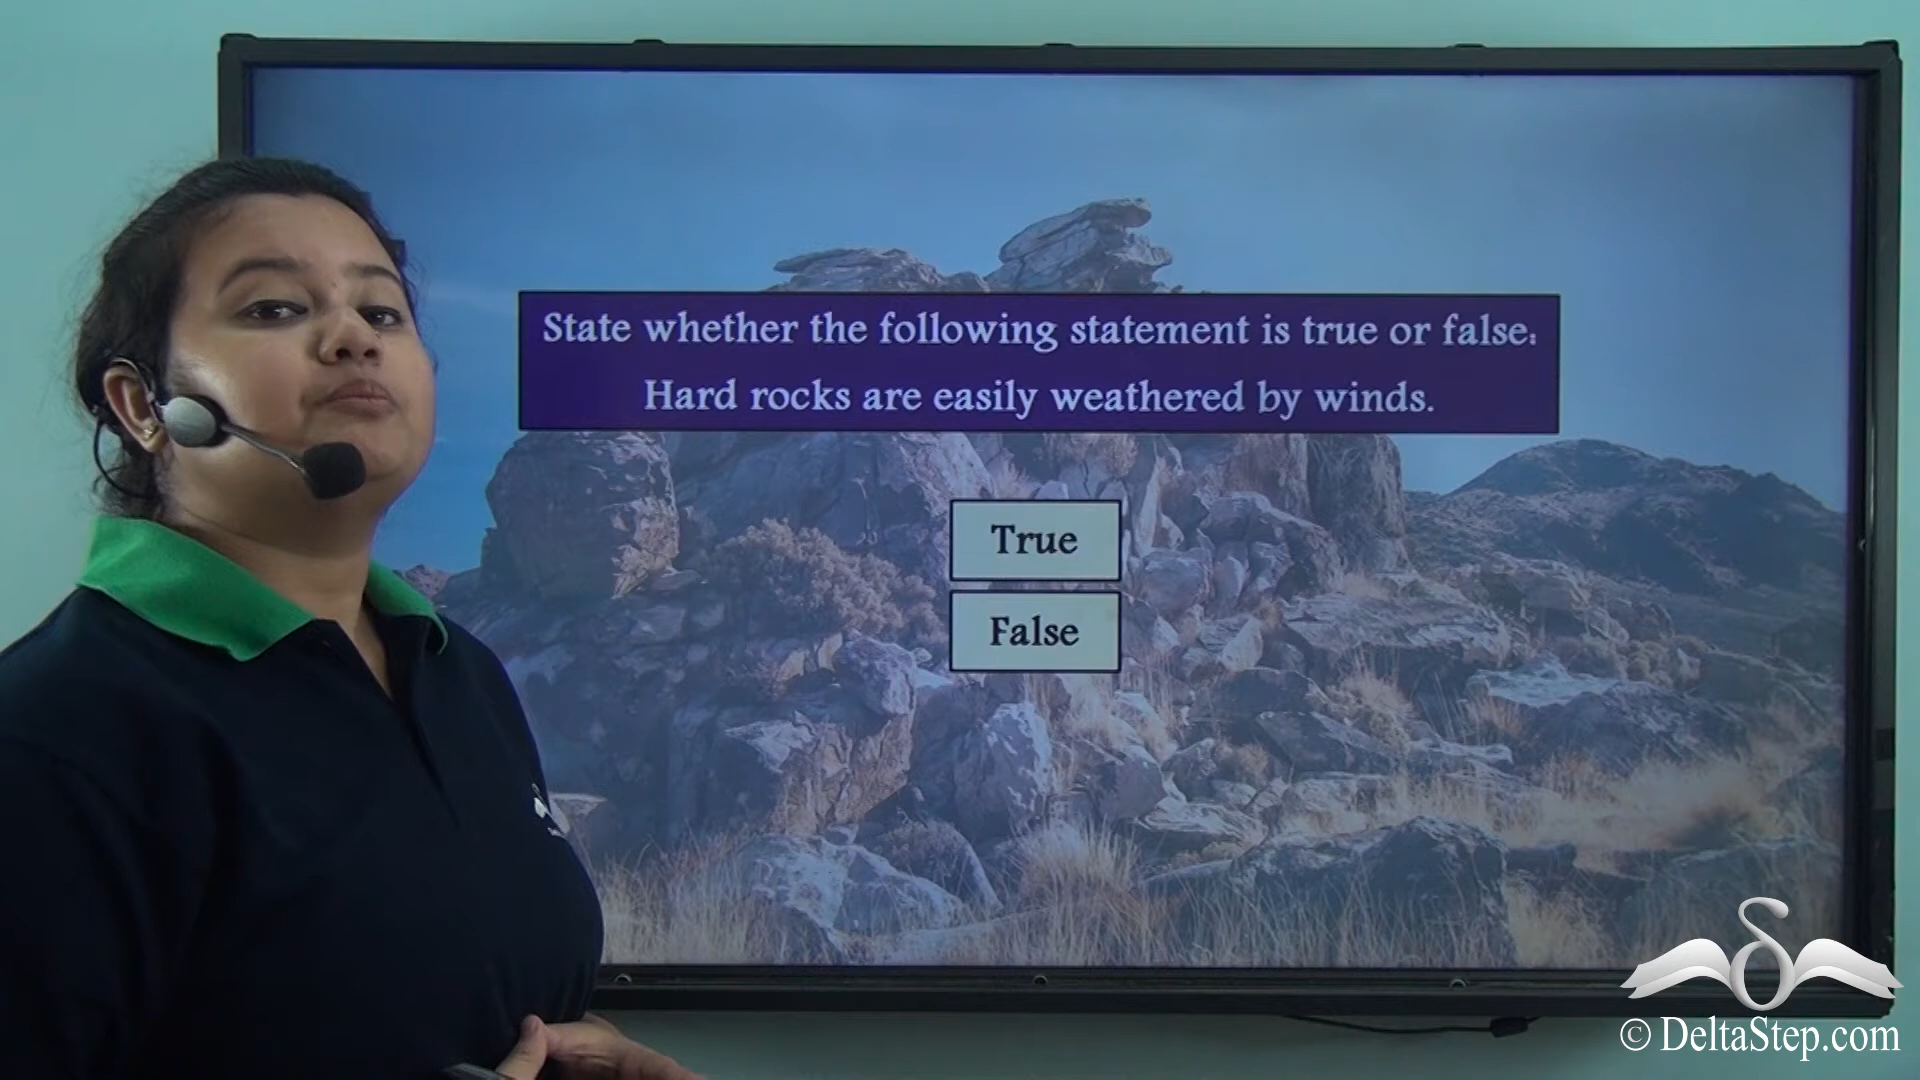 State whether the following statement is true or false:
Hard rocks are easily weathered by winds.
True
False
© DeltaStep.com